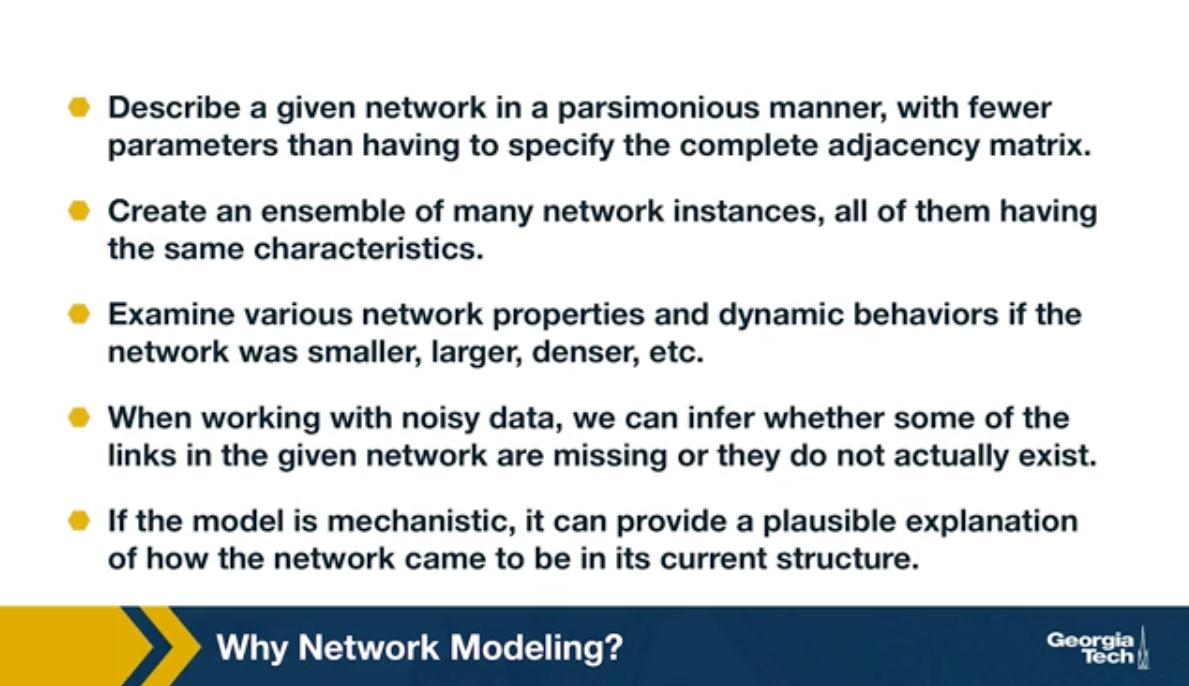 Describe a given network in a parsimonious manner, with fewer
parameters than having to specify the complete adjacency matrix.
Create an ensemble of many network instances, all of them having
the same characteristics.
Examine various network properties and dynamic behaviors if the
network was smaller, larger, denser, etc.
When working with noisy data, we can infer whether some of the
links in the given network are missing or they do not actually exist.
If the model is mechanistic, it can provide a plausible explanation
of how the network came to be in its current structure.
Why Network Modeling?
Georgia
Tech